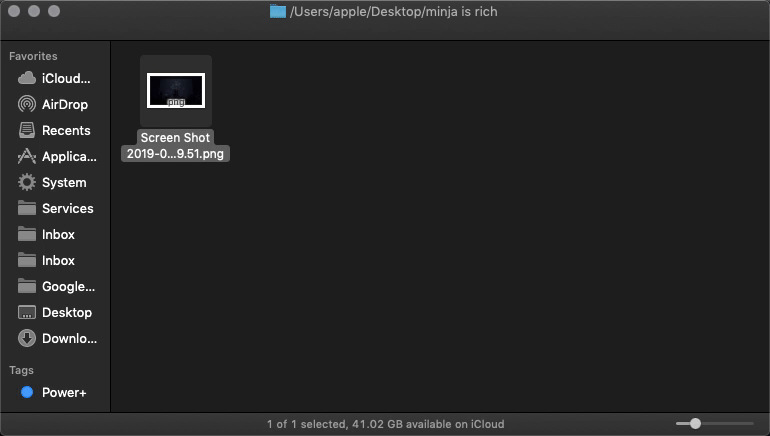 /Users/apple/Desktop/minja is rich
Favorites
iCloud...
AirDrop
Recents
Applica...
System
Services
Inbox
Inbox
Google...
Desktop
Downlo...
Tags
Power+
png
Screen Shot
2019-0...9.51.png
1 of 1 selected, 41.02 GB available on iCloud